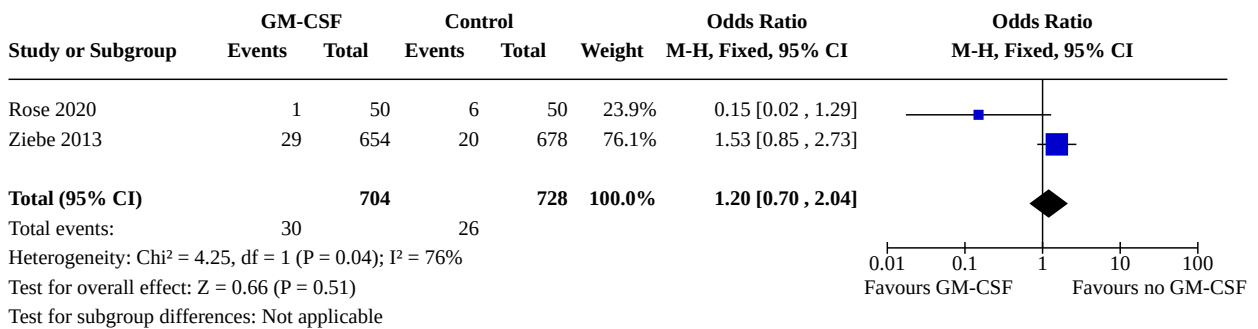 GM-CSF Control Odds Ratio Odds Ratio
Study or Subgroup Events Total Events Total Weight M-H, Fixed, 95% CI M-H, Fixed, 95% CI
Rose 2020 1 50 6 50 23.9% 0.15 [0.02 , 1.29]
Ziebe 2013 29 654 20 678 76.1% 1.53 [0.85 , 2.73]
Total (95% CI) 704 728 100.0% 1.20 [0.70 , 2.04]
Total events: 30 26
Heterogeneity: Chi² = 4.25, df = 1 (P = 0.04); I² = 76%
0.01 0.1 1 10 100
Test for overall effect: Z = 0.66 (P = 0.51)
Favours GM-CSF Favours no GM-CSF
Test for subgroup differences: Not applicable